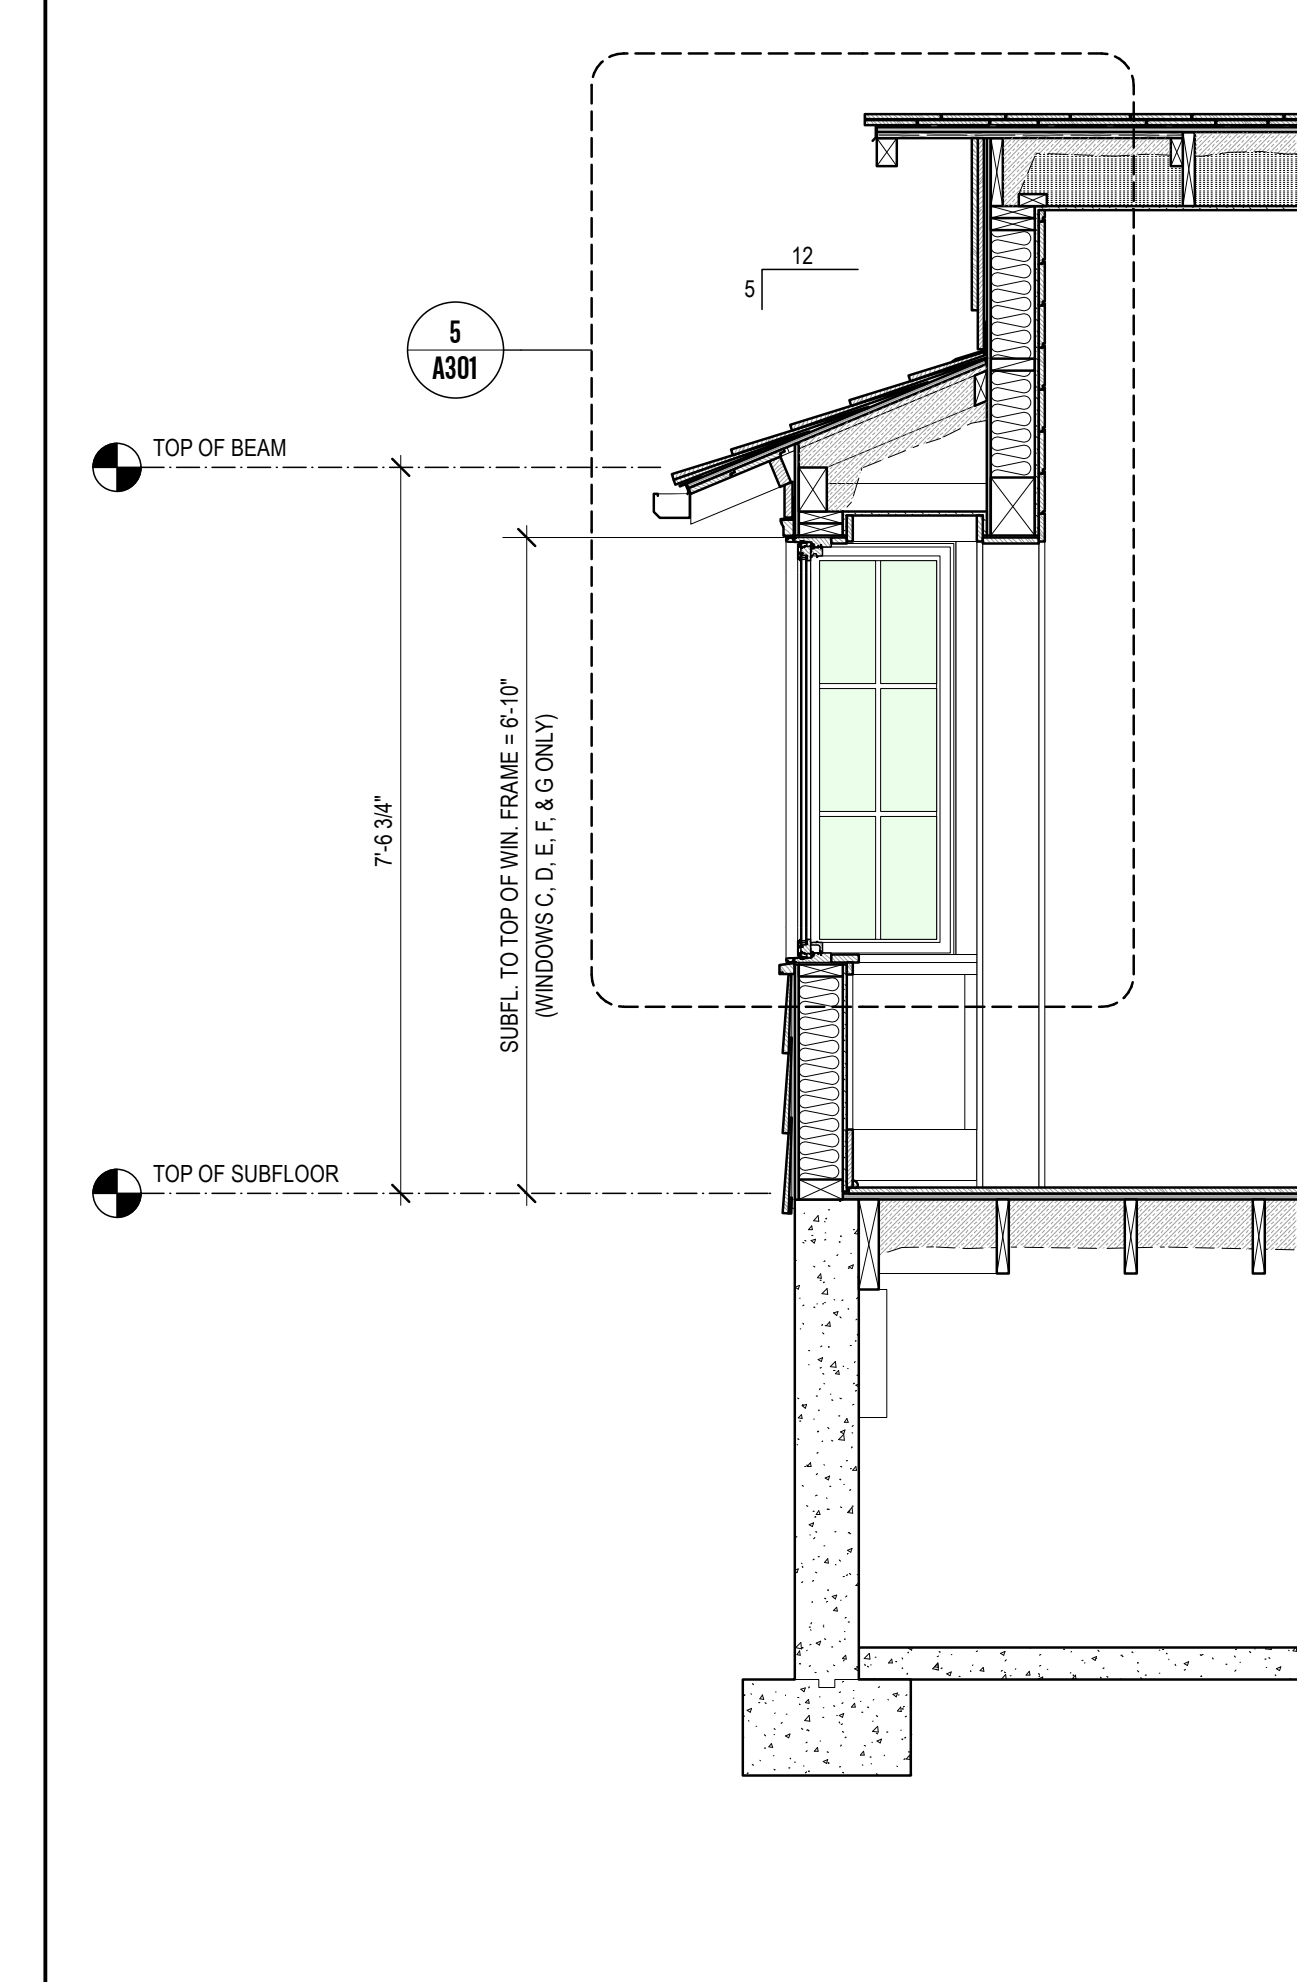 12
5
5
A301
TOP OF BEAM
7'-6 3/4"
SUBFL. TO TOP OF WIN. FRAME = 6'-10"
(WINDOWS C, D, E, F, & G ONLY)
TOP OF SUBFLOOR